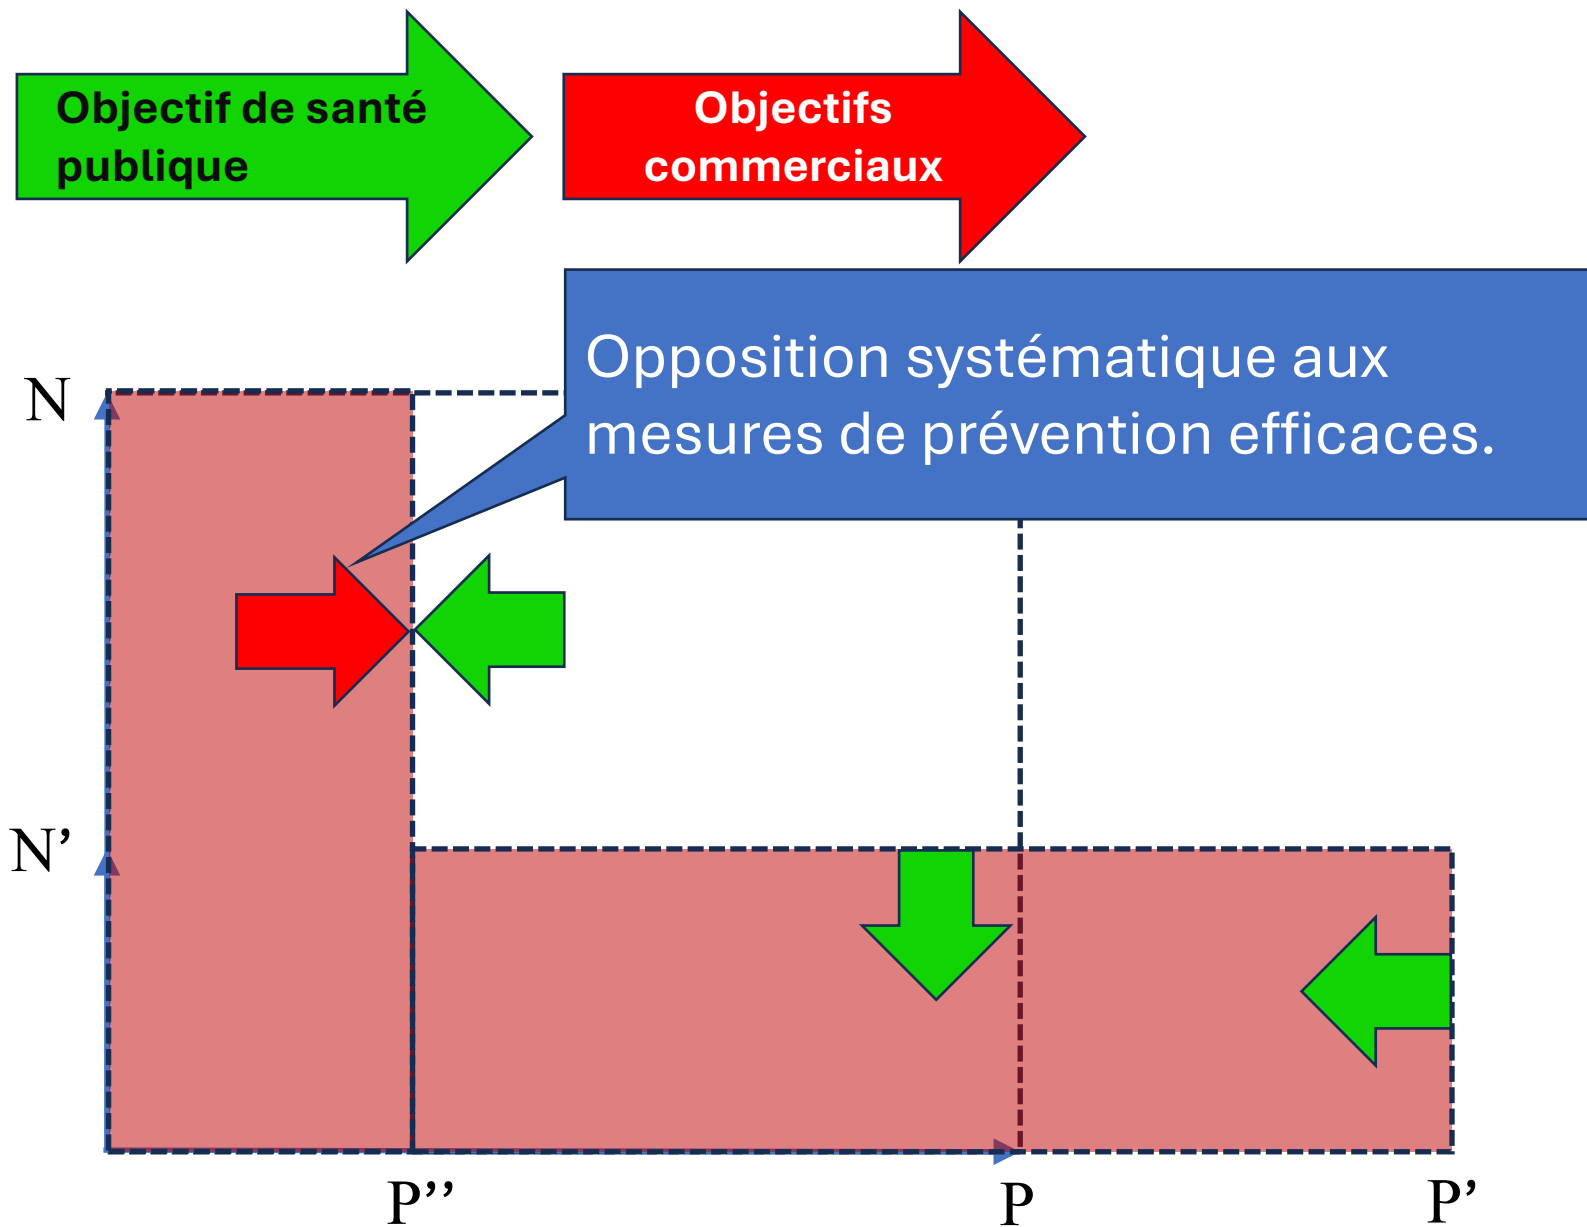 Objectif de santé
publique
Objectifs
commerciaux
Opposition systématique aux
mesures de prévention efficaces.
N
N’
P’’
P
P’